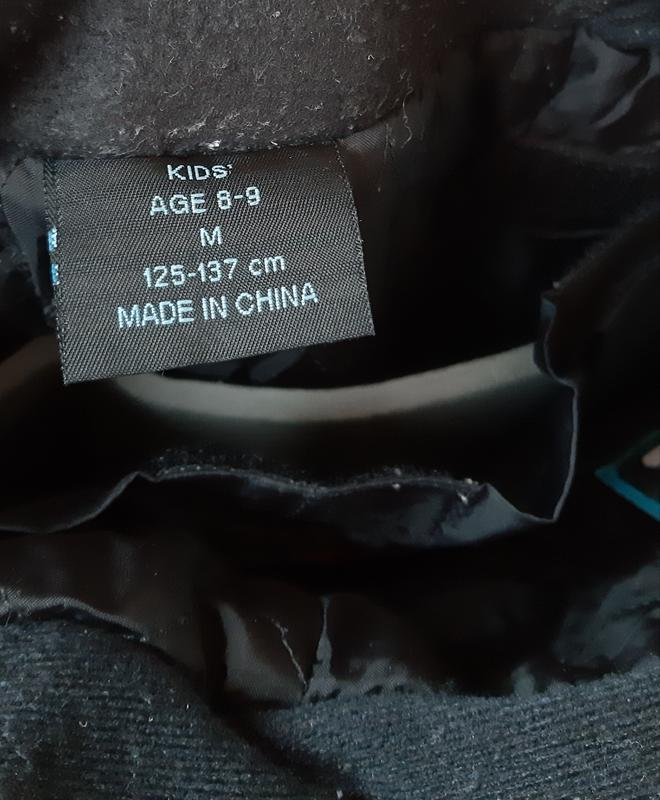 KIDS'
AGE 8-9
M
125-137 cm
MADE IN CHINA